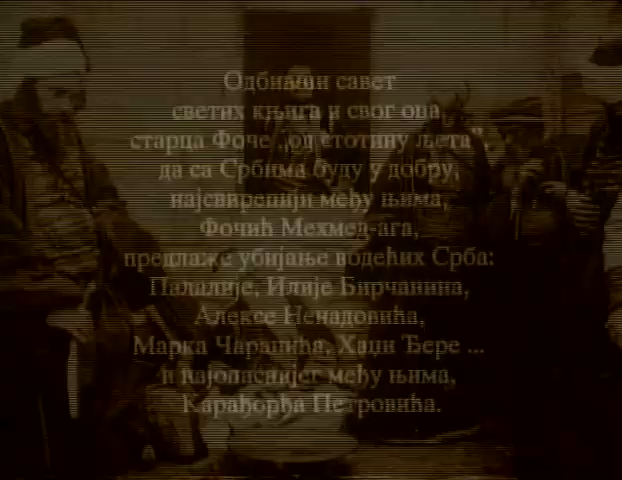 Одбивши савет
светих књига и свог оца
старца Фоче „од стотину љета",
да са Србима буду у добру,
најсвирепији међу њима,
Фочић Мехмед-ага,
предлаже убијање водећих Срба:
Палалије, Илије Бирчанина,
Алексе Ненадовића,
Марка Чарапића, Хаџи Ђере ...
и најопаснијег међу њима,
Карађорђа Петровића.